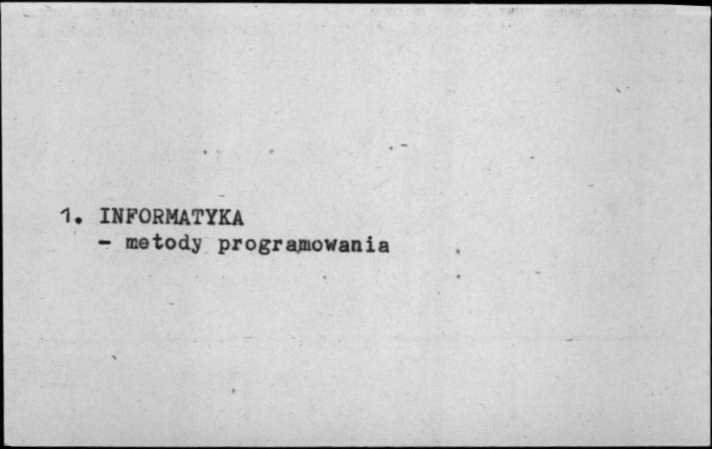 1. INFORMATYKA
- metody programowania